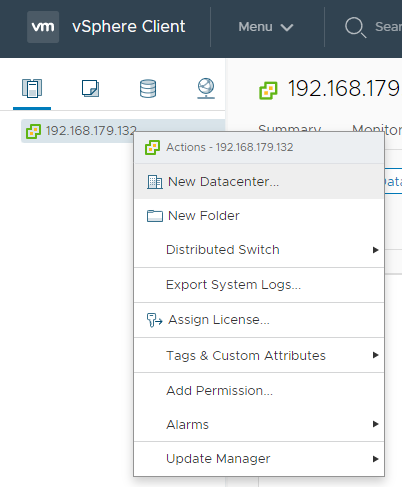 vm vSphere Client Menu Sear
192.168.179
192.168.179.132
Summary Monitor
Actions - 192.168.179.132
New Datacenter...
New Folder
Distributed Switch
Export System Logs...
Assign License...
Tags & Custom Attributes
Add Permission...
Alarms
Update Manager